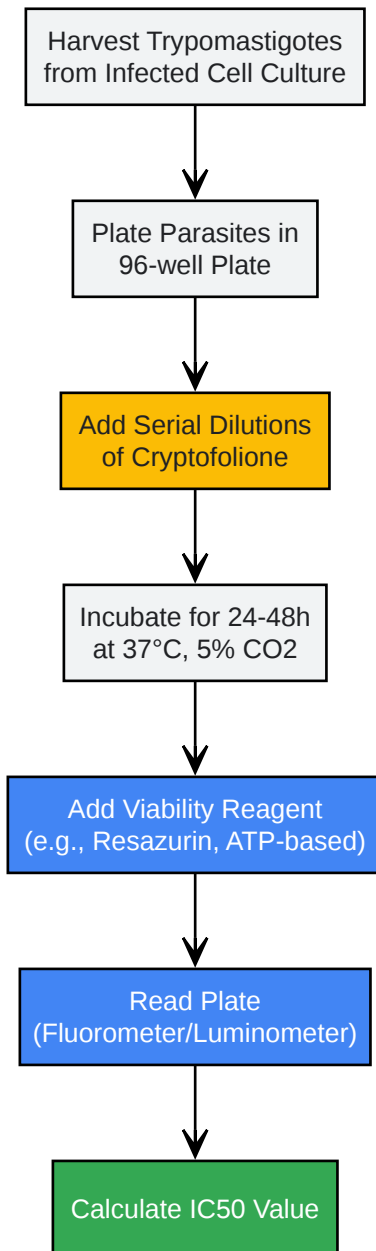 Harvest Trypomastigotes
from Infected Cell Culture
Plate Parasites in
96-well Plate
Add Serial Dilutions
of Cryptofolione
Incubate for 24-48h
at 37°C, 5% CO2
Add Viability Reagent
(e.g., Resazurin, ATP-based)
Read Plate
(Fluorometer/Luminometer)
Calculate IC50 Value